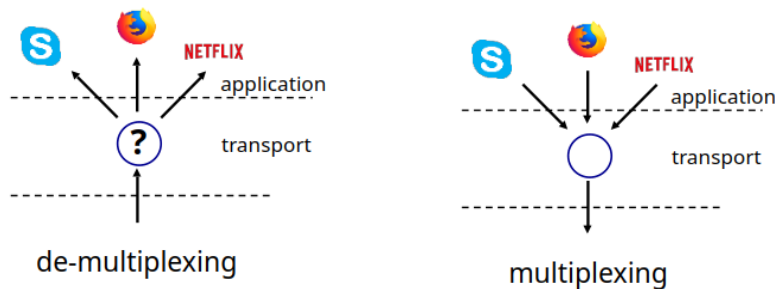 S
NETFLIX
application
?
transport
de-multiplexing
S
NETFLIX
application
transport
multiplexing